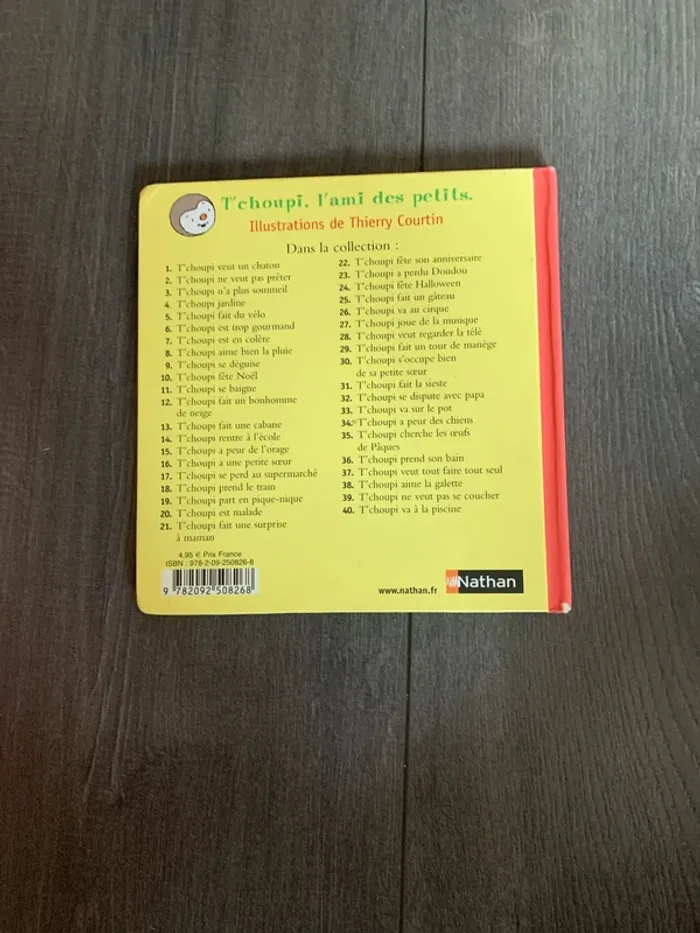 T'choupi, l'ami des petits.
Illustrations de Thierry Courtin
Dans la collection :
1. T'choupi veut un chaton
2. T'choupi ne veut pas prêter
3. T'choupi n'a plus sommeil
4. T'choupi jardine
5. T'choupi fait du vélo
6. T'choupi est trop gourmand
7. T'choupi est en colère
8. T'choupi aime bien la pluie
9. T'choupi se déguise
10. T'choupi fête Noël
11. T'choupi se baigne
12. T'choupi fait un bonhomme
de neige
13. T'choupi fait une cabane
14. T'choupi rentre à l'école
15. T'choupi a peur de l'orage
16. T'choupi a une petite sœur
17. T'choupi se perd au supermarché
18. T'choupi prend le train
19. T'choupi part en pique-nique
20. T'choupi est malade
21. T'choupi fait une surprise
à maman
22. T'choupi fête son anniversaire
23. T'choupi a perdu Doudou
24. T'choupi fête Halloween
25. T'choupi fait un gâteau
26. T'choupi va au cirque
27. T'choupi joue de la musique
28. T'choupi veut regarder la télé
29. T'choupi fait un tour de manège
30. T'choupi s'occupe bien
de sa petite sœur
31. T'choupi fait la sieste
32. T'choupi se dispute avec papa
33. T'choupi va sur le pot
34. T'choupi a peur des chiens
35. T'choupi cherche les œufs
de Pâques
36. T'choupi prend son bain
37. T'choupi veut tout faire tout seul
38. T'choupi aime la galette
39. T'choupi ne veut pas se coucher
40. T'choupi va à la piscine
4,95 € Prix France
ISBN : 978-2-09-250826-8
9 782092 508268
www.nathan.fr
Nathan